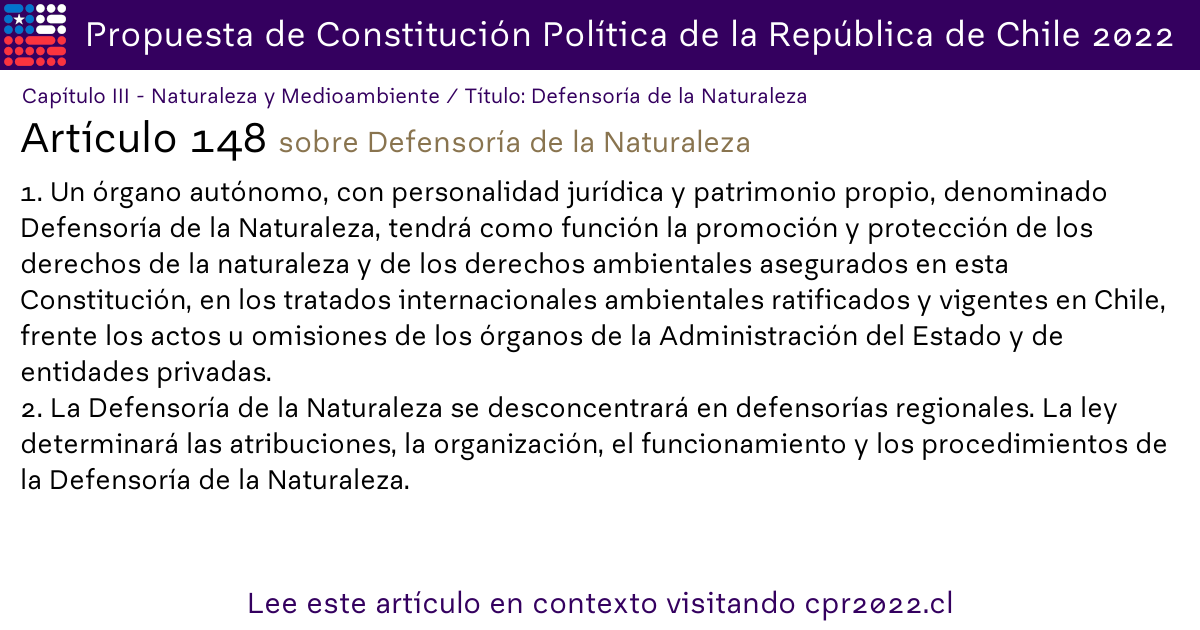 Propuesta de Constitución Política de la República de Chile 2022
Capítulo III - Naturaleza y Medioambiente / Título: Defensoría de la Naturaleza
Artículo 148 sobre Defensoría de la Naturaleza
1. Un órgano autónomo, con personalidad jurídica y patrimonio propio, denominado
Defensoría de la Naturaleza, tendrá como función la promoción y protección de los
derechos de la naturaleza y de los derechos ambientales asegurados en esta
Constitución, en los tratados internacionales ambientales ratificados y vigentes en Chile,
frente los actos u omisiones de los órganos de la Administración del Estado y de
entidades privadas.
2. La Defensoría de la Naturaleza se desconcentrará en defensorías regionales. La ley
determinará las atribuciones, la organización, el funcionamiento y los procedimientos de
la Defensoría de la Naturaleza.
Lee este artículo en contexto visitando cpr2022.cl